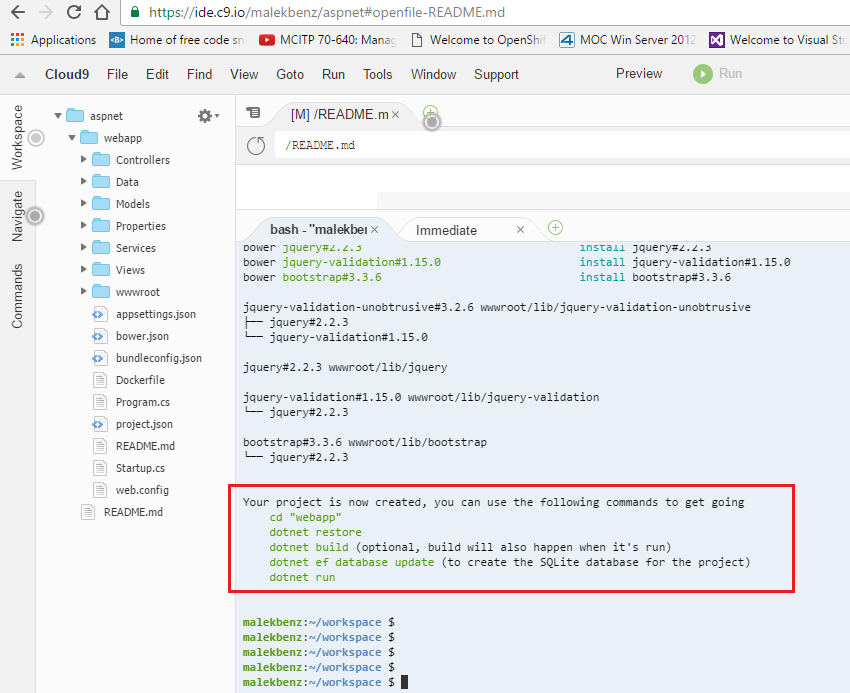 https://ide.c9.io/malekbenz/aspnet#openfile-README.md
Applications
Home of free code sn
MCITP 70-640: Manag
Welcome to OpenShif
MOC Win Server 2012
Welcome to Visual Stu
Cloud9 File Edit Find View Goto Run Tools Window Support Preview Run
Workspace
Navigate
Commands
aspnet
webapp
Controllers
Data
Models
Properties
Services
Views
wwwroot
appsettings.json
bower.json
bundleconfig.json
Dockerfile
Program.cs
project.json
README.md
Startup.cs
web.config
README.md
[M] /README.m
/README.md
bash - "malekber
Immediate
bower jquery#2.2.3 install jquery#2.2.3
bower jquery-validation#1.15.0 install jquery-validation#1.15.0
bower bootstrap#3.3.6 install bootstrap#3.3.6
jquery-validation-unobtrusive#3.2.6 wwwroot/lib/jquery-validation-unobtrusive
├── jquery#2.2.3
└── jquery-validation#1.15.0
jquery#2.2.3 wwwroot/lib/jquery
jquery-validation#1.15.0 wwwroot/lib/jquery-validation
└── jquery#2.2.3
bootstrap#3.3.6 wwwroot/lib/bootstrap
└── jquery#2.2.3
Your project is now created, you can use the following commands to get going
cd "webapp"
dotnet restore
dotnet build (optional, build will also happen when it's run)
dotnet ef database update (to create the SQLite database for the project)
dotnet run
malekbenz:~/workspace $
malekbenz:~/workspace $
malekbenz:~/workspace $
malekbenz:~/workspace $
malekbenz:~/workspace $